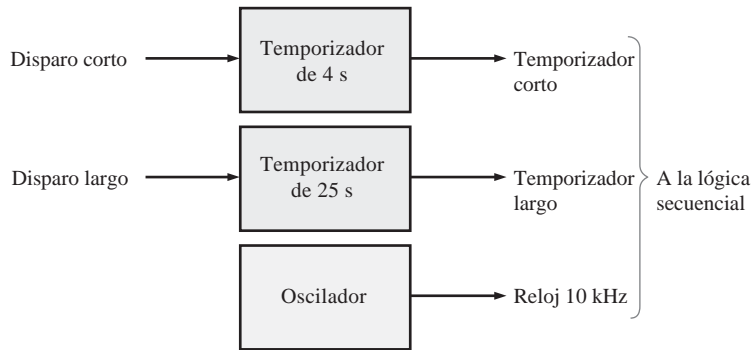 Disparo corto
Temporizador
de 4 s
Temporizador
corto
Disparo largo
Temporizador
de 25 s
Temporizador
largo
A la lógica
secuencial
Oscilador
Reloj 10 kHz